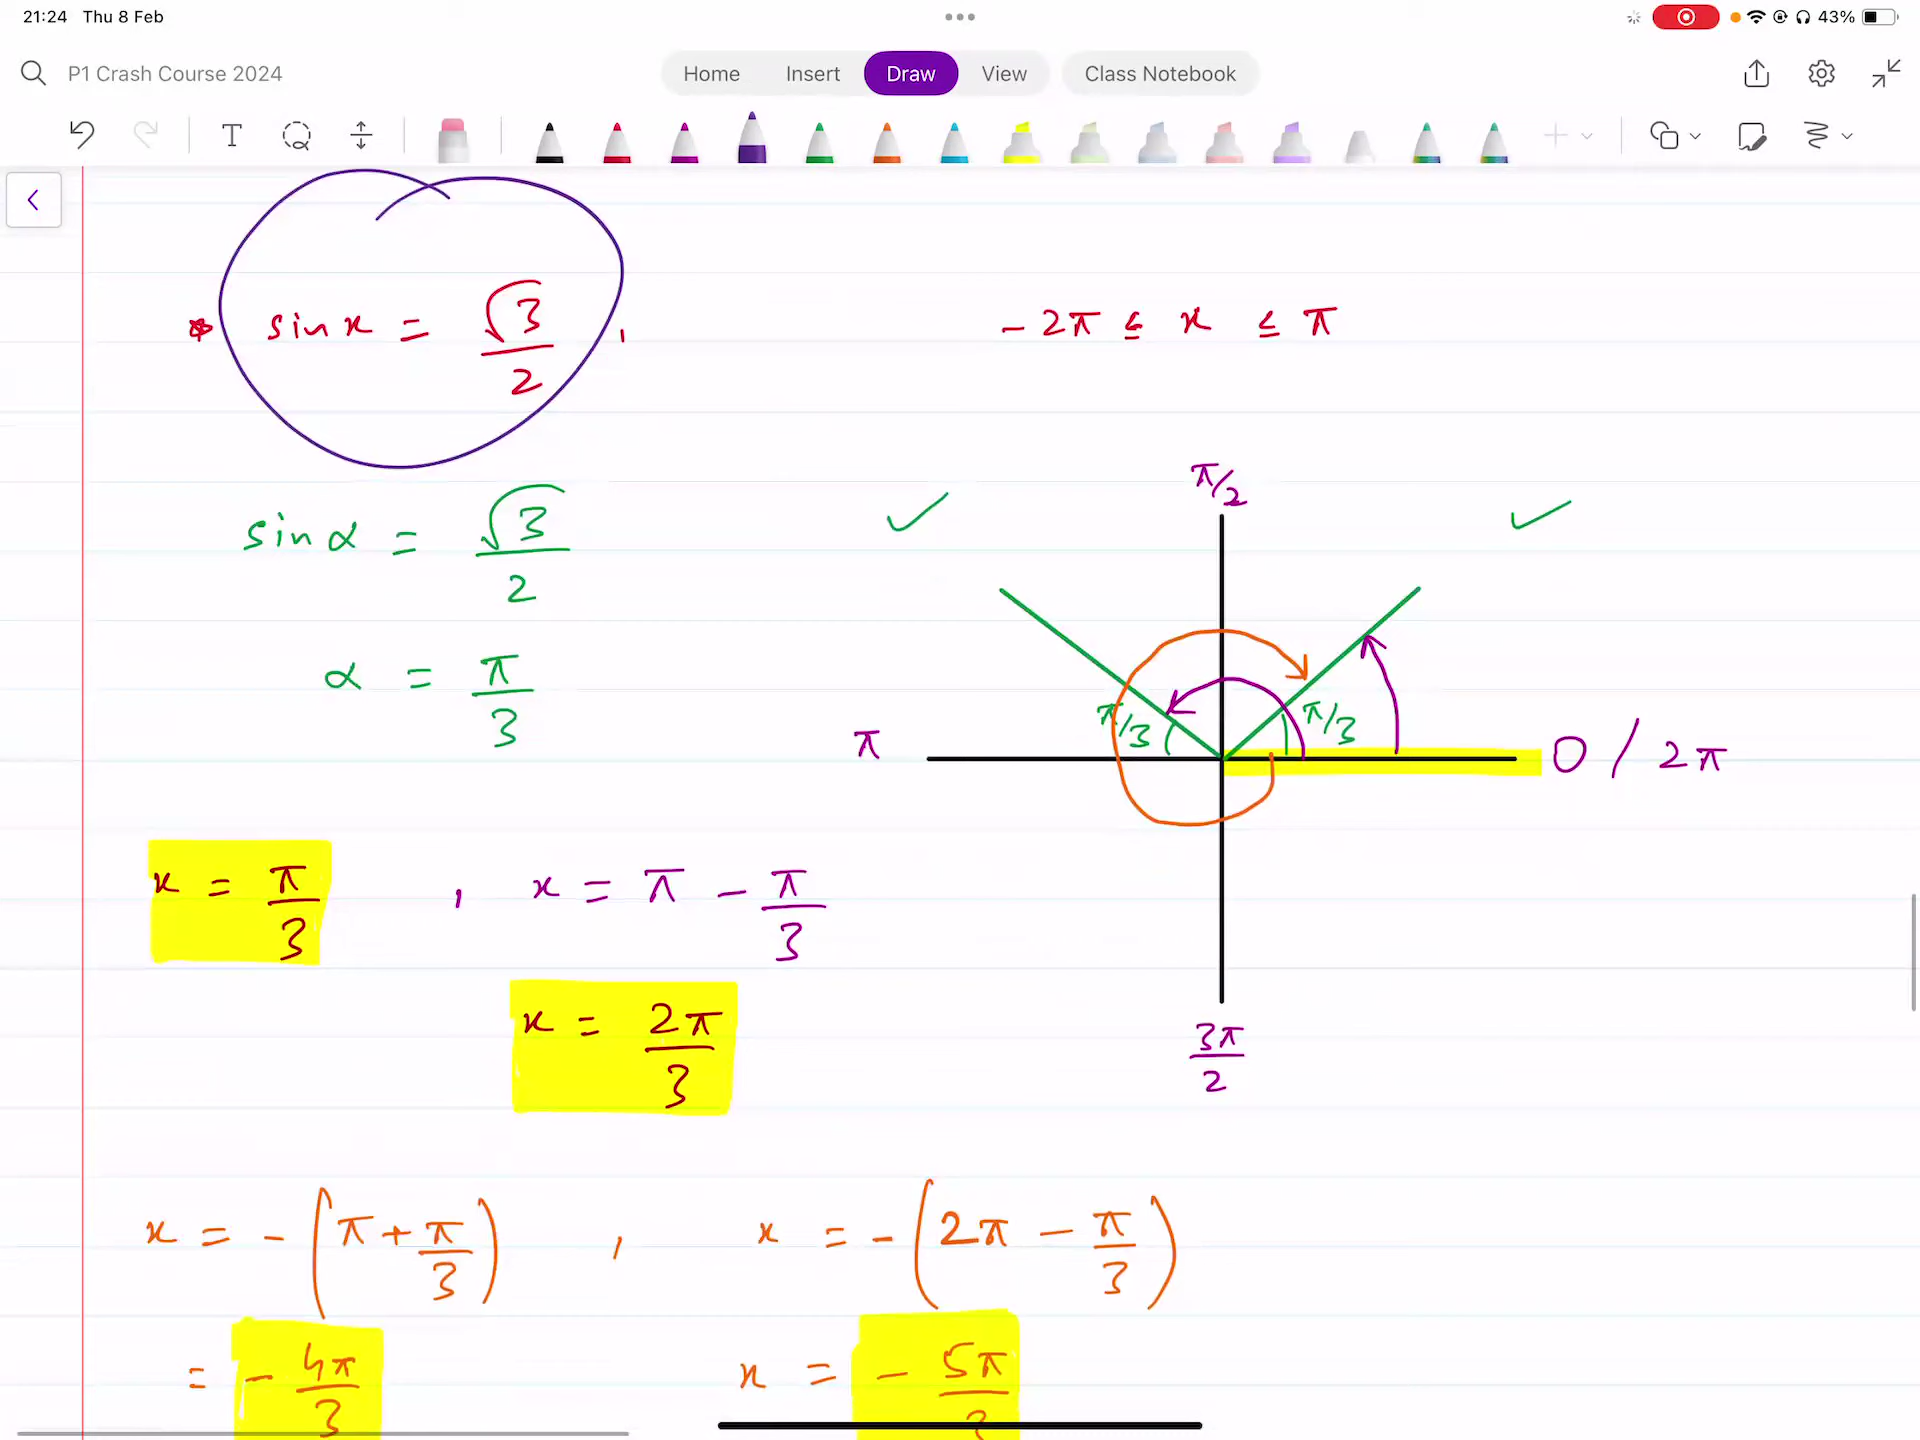 21:24 Thu 8 Feb 43%
P1 Crash Course 2024 Home Insert Draw View Class Notebook
T
* sin x = √3/2 , -2π ≤ x ≤ π
sin α = √3/2 ✓ π/2 ✓
α = π/3
π/3 π/3
π 0 / 2π
x = π/3 , x = π - π/3
x = 2π/3
3π/2
x = -(π + π/3) , x = -(2π - π/3)
= - 4π/3 x = - 5π/3